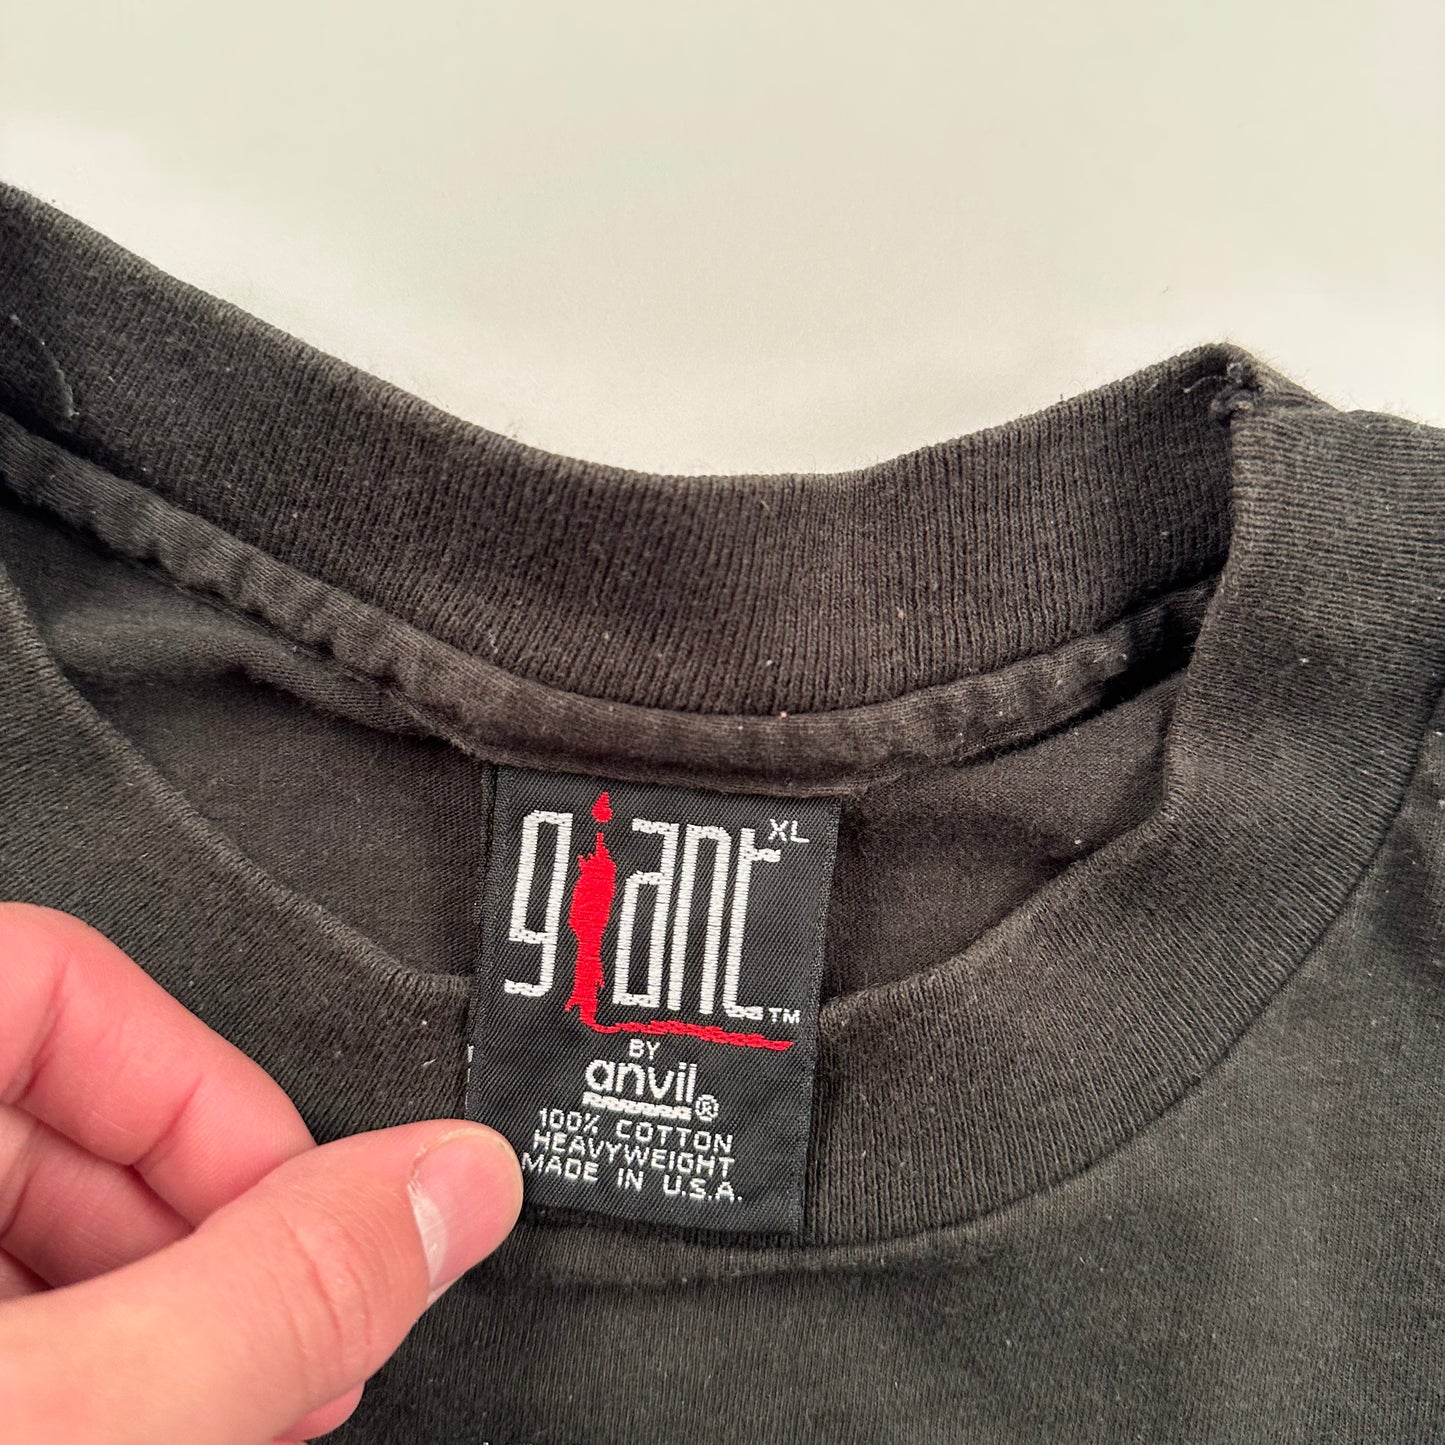 giant XL
TM
BY
anvil ®
100% COTTON
HEAVYWEIGHT
MADE IN U.S.A.